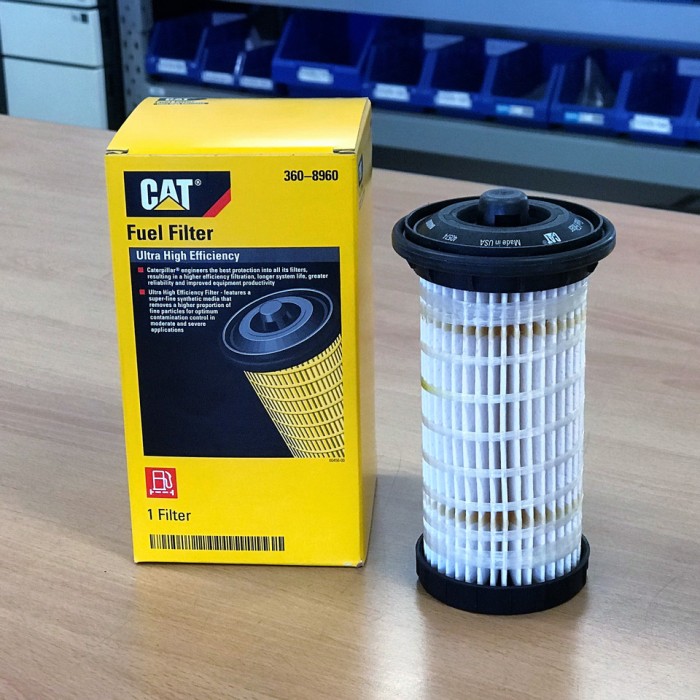 CAT
CAT®
360-8960
Fuel Filter
Ultra High Efficiency
Caterpiller® engineers the best protection into all its filters,
resulting in a higher efficiency filtration, longer system life, greater
reliability and improved equipment productivity
Ultra High Efficiency Filter - features a
super-fine synthetic media that
removes a higher proportion of
fine particles for optimum
contamination control in
moderate and severe
applications
1 Filter
Made in USA
CAT